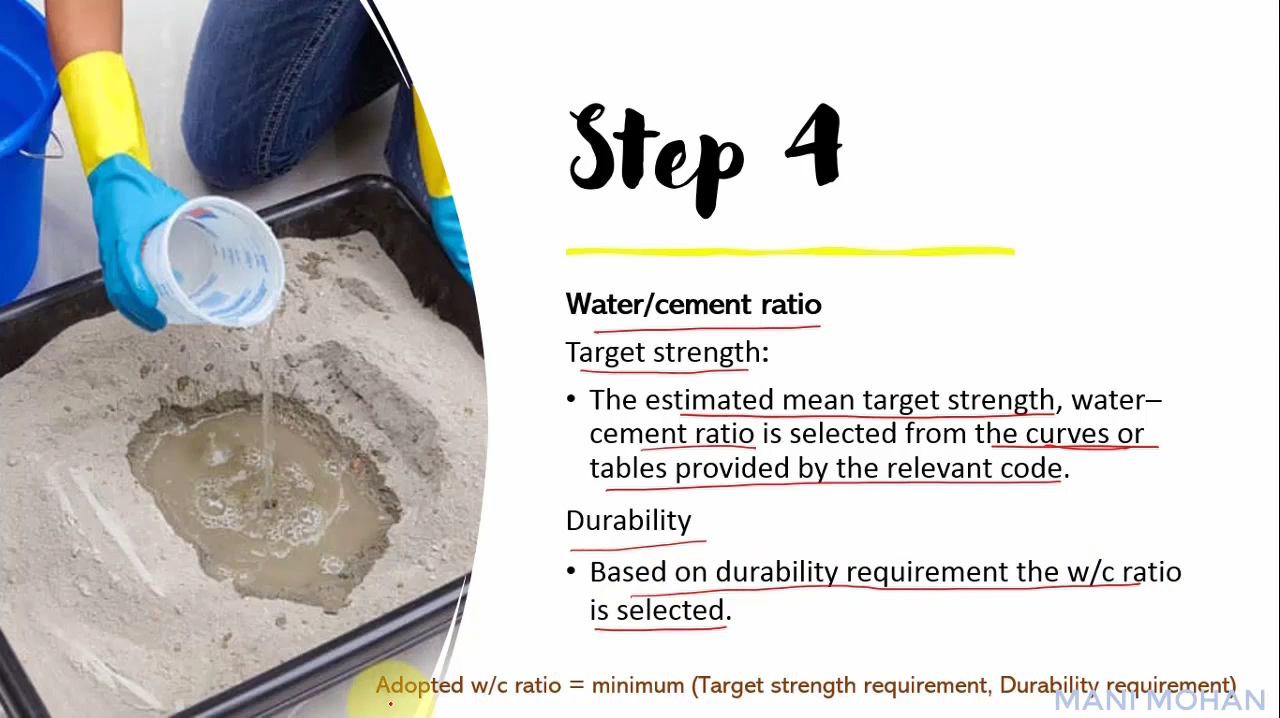 Step 4
Water/cement ratio
Target strength:
• The estimated mean target strength, water–
cement ratio is selected from the curves or
tables provided by the relevant code.
Durability
• Based on durability requirement the w/c ratio
is selected.
Adopted w/c ratio = minimum (Target strength requirement, Durability requirement)
MANI MOHAN